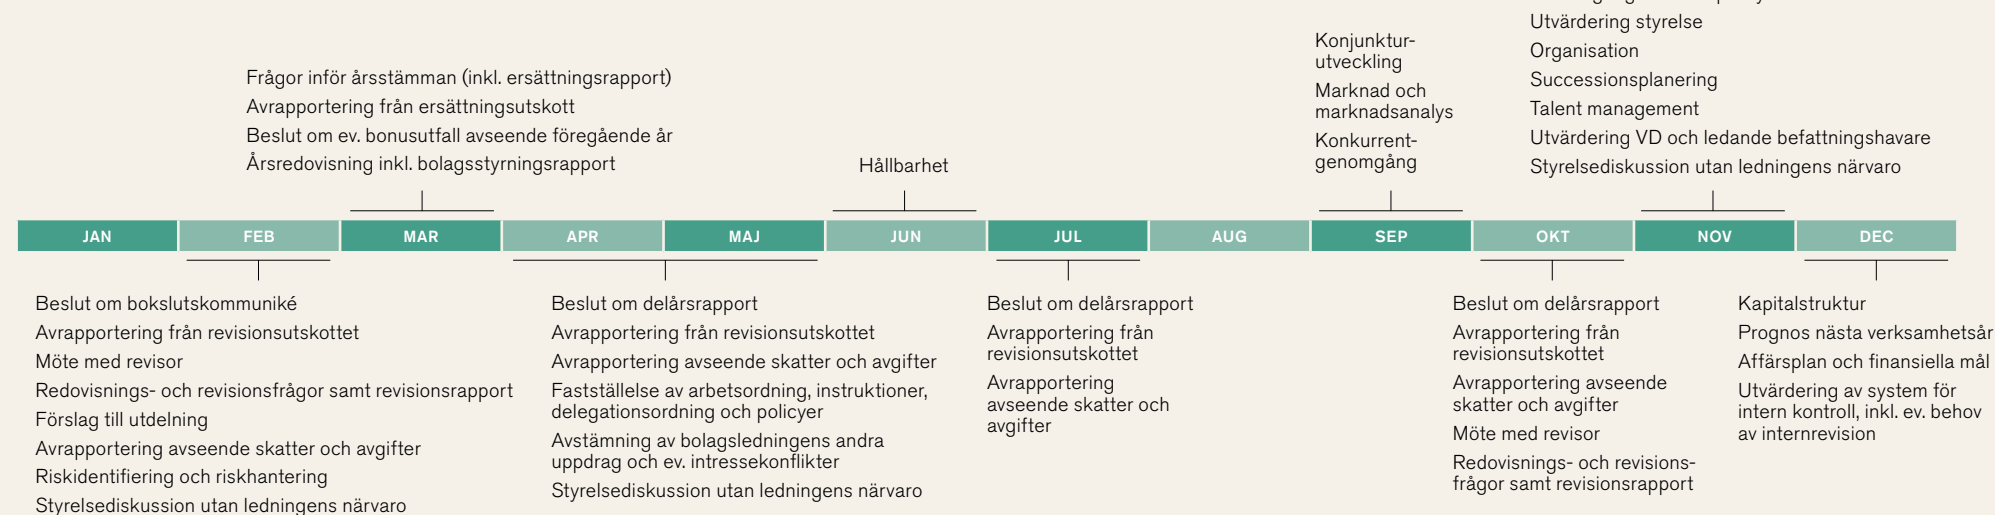 Utvärdering styrelse
Organisation
Successionsplanering
Talent management
Utvärdering VD och ledande befattningshavare
Styrelsediskussion utan ledningens närvaro
Konjunktur-
utveckling
Marknad och
marknadsanalys
Konkurrent-
genomgång
Frågor inför årsstämman (inkl. ersättningsrapport)
Avrapportering från ersättningsutskott
Beslut om ev. bonusutfall avseende föregående år
Årsredovisning inkl. bolagsstyrningsrapport
Hållbarhet
JAN FEB MAR APR MAJ JUN JUL AUG SEP OKT NOV DEC
Beslut om bokslutskommuniké
Avrapportering från revisionsutskottet
Möte med revisor
Redovisnings- och revisionsfrågor samt revisionsrapport
Förslag till utdelning
Avrapportering avseende skatter och avgifter
Riskidentifiering och riskhantering
Styrelsediskussion utan ledningens närvaro
Beslut om delårsrapport
Avrapportering från revisionsutskottet
Avrapportering avseende skatter och avgifter
Fastställelse av arbetsordning, instruktioner,
delegationsordning och policyer
Avstämning av bolagsledningens andra
uppdrag och ev. intressekonflikter
Styrelsediskussion utan ledningens närvaro
Beslut om delårsrapport
Avrapportering från
revisionsutskottet
Avrapportering
avseende skatter och
avgifter
Beslut om delårsrapport
Avrapportering från
revisionsutskottet
Avrapportering avseende
skatter och avgifter
Möte med revisor
Redovisnings- och revisions-
frågor samt revisionsrapport
Kapitalstruktur
Prognos nästa verksamhetsår
Affärsplan och finansiella mål
Utvärdering av system för
intern kontroll, inkl. ev. behov
av internrevision